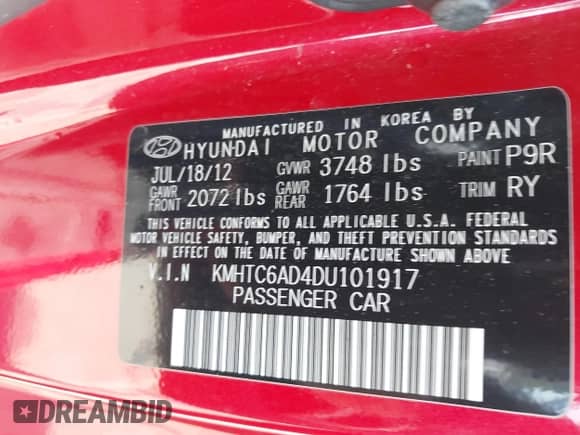 MANUFACTURED IN KOREA BY
HYUNDAI MOTOR COMPANY
JUL/18/12 GVWR 3748 lbs PAINT P9R
GAWR FRONT 2072 lbs GAWR REAR 1764 lbs TRIM RY
THIS VEHICLE CONFORMS TO ALL APPLICABLE U.S.A. FEDERAL
MOTOR VEHICLE SAFETY, BUMPER, AND THEFT PREVENTION STANDARDS
IN EFFECT ON THE DATE OF MANUFACTURE SHOWN ABOVE
V.I.N KMHTC6AD4DU101917
PASSENGER CAR
DREAMBID